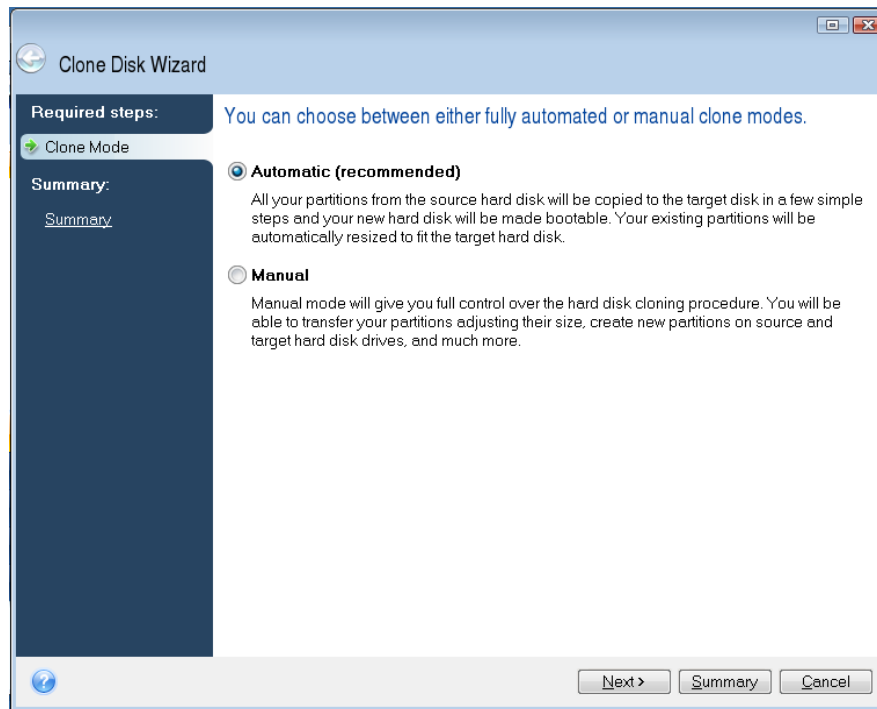 Clone Disk Wizard
Required steps:
Clone Mode
Summary:
Summary
You can choose between either fully automated or manual clone modes.
Automatic (recommended)
All your partitions from the source hard disk will be copied to the target disk in a few simple
steps and your new hard disk will be made bootable. Your existing partitions will be
automatically resized to fit the target hard disk.
Manual
Manual mode will give you full control over the hard disk cloning procedure. You will be
able to transfer your partitions adjusting their size, create new partitions on source and
target hard disk drives, and much more.
?
Next >
Summary
Cancel